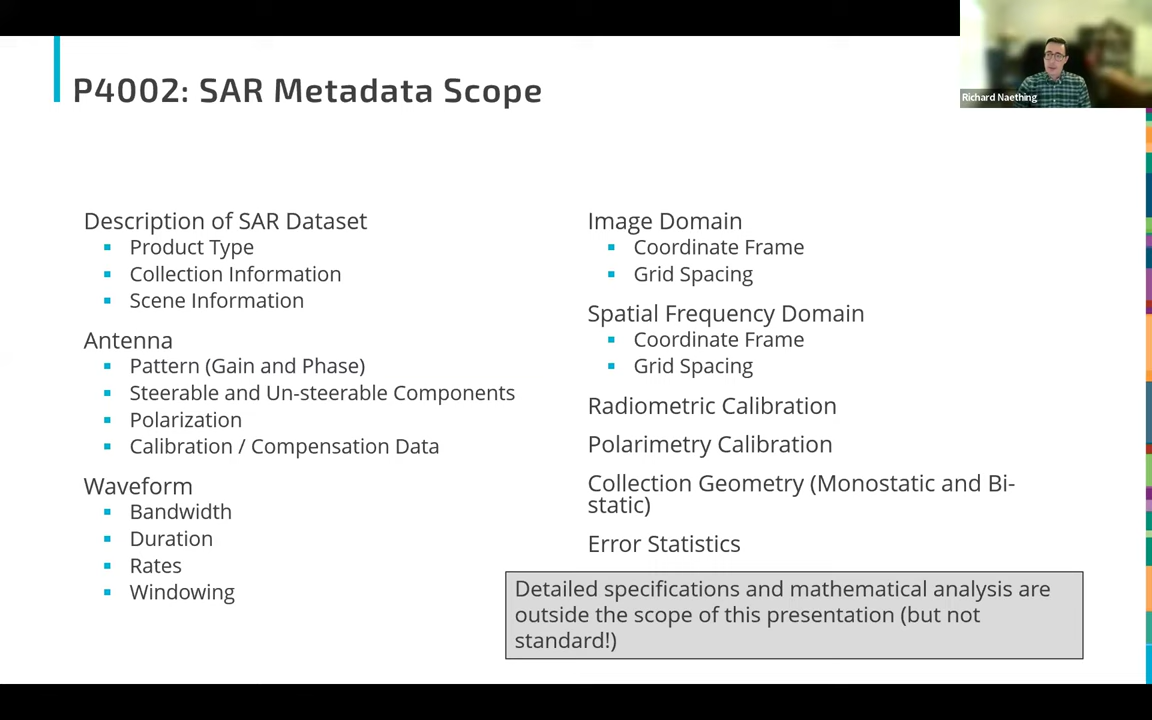 P4002: SAR Metadada Scope
Richard Naething
Description of SAR Dataset
Product Type
Collection Information
Scene Information
Antenna
Pattern (Gain and Phase)
Steerable and Un-steerable Components
Polarization
Calibration / Compensation Data
Waveform
Bandwidth
Duration
Rates
Windowing
Image Domain
Coordinate Frame
Grid Spacing
Spatial Frequency Domain
Coordinate Frame
Grid Spacing
Radiometric Calibration
Polarimetry Calibration
Collection Geometry (Monostatic and Bi-
static)
Error Statistics
Detailed specifications and mathematical analysis are
outside the scope of this presentation (but not
standard!)